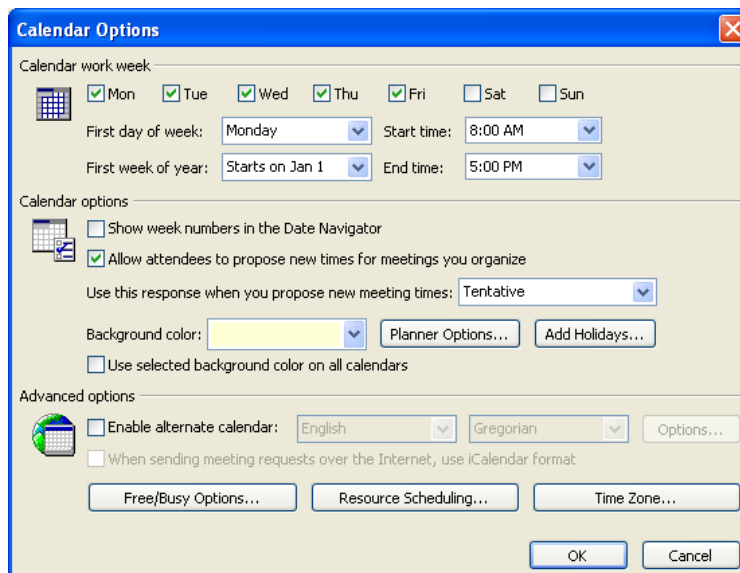 Calendar Options
Calendar work week
Mon Tue Wed Thu Fri Sat Sun
First day of week: Monday Start time: 8:00 AM
First week of year: Starts on Jan 1 End time: 5:00 PM
Calendar options
Show week numbers in the Date Navigator
Allow attendees to propose new times for meetings you organize
Use this response when you propose new meeting times: Tentative
Background color: Planner Options... Add Holidays...
Use selected background color on all calendars
Advanced options
Enable alternate calendar: English Gregorian Options...
When sending meeting requests over the Internet, use iCalendar format
Free/Busy Options... Resource Scheduling... Time Zone...
OK Cancel